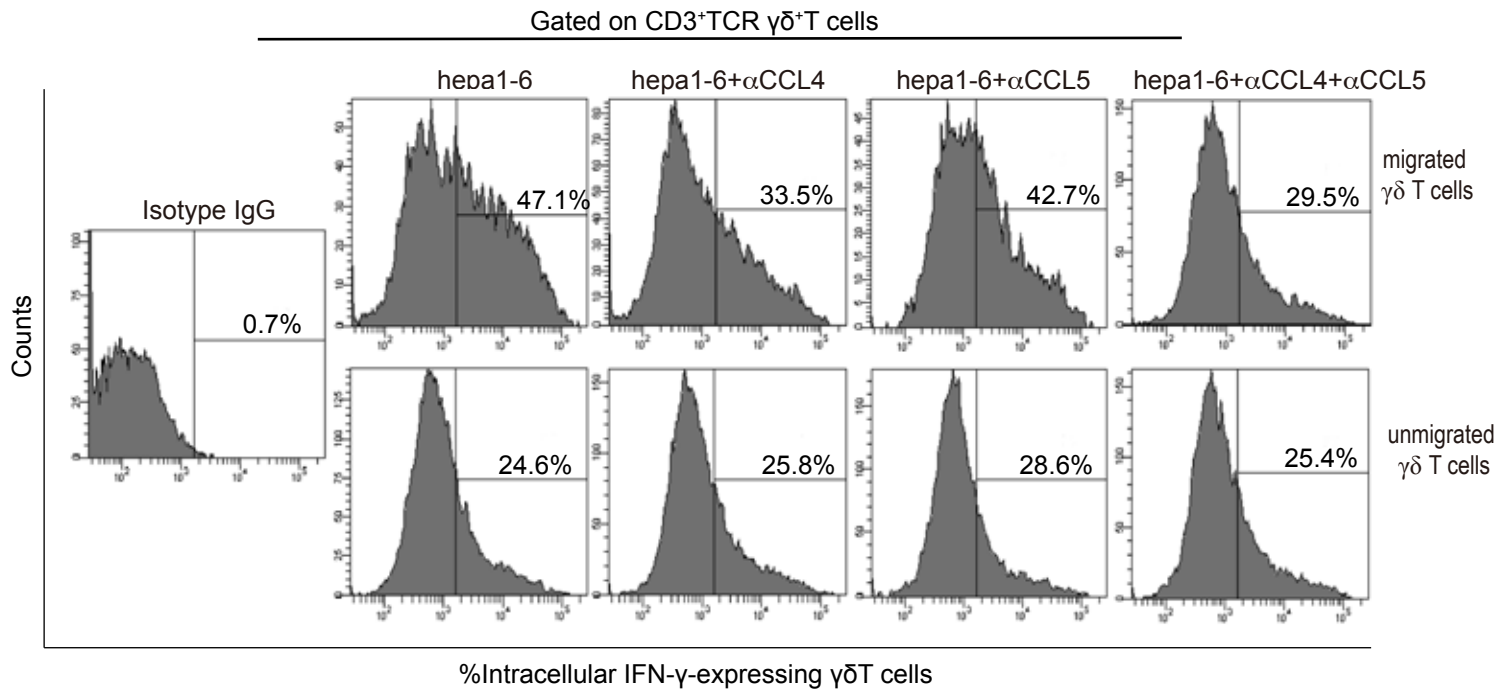 Gated on CD3⁺TCR γδ⁺T cells
hepa1-6
hepa1-6+αCCL4
hepa1-6+αCCL5
hepa1-6+αCCL4+αCCL5
47.1%
33.5%
42.7%
29.5%
migrated
γδ T cells
Isotype IgG
0.7%
Counts
24.6%
25.8%
28.6%
25.4%
unmigrated
γδ T cells
%Intracellular IFN-γ-expressing γδT cells